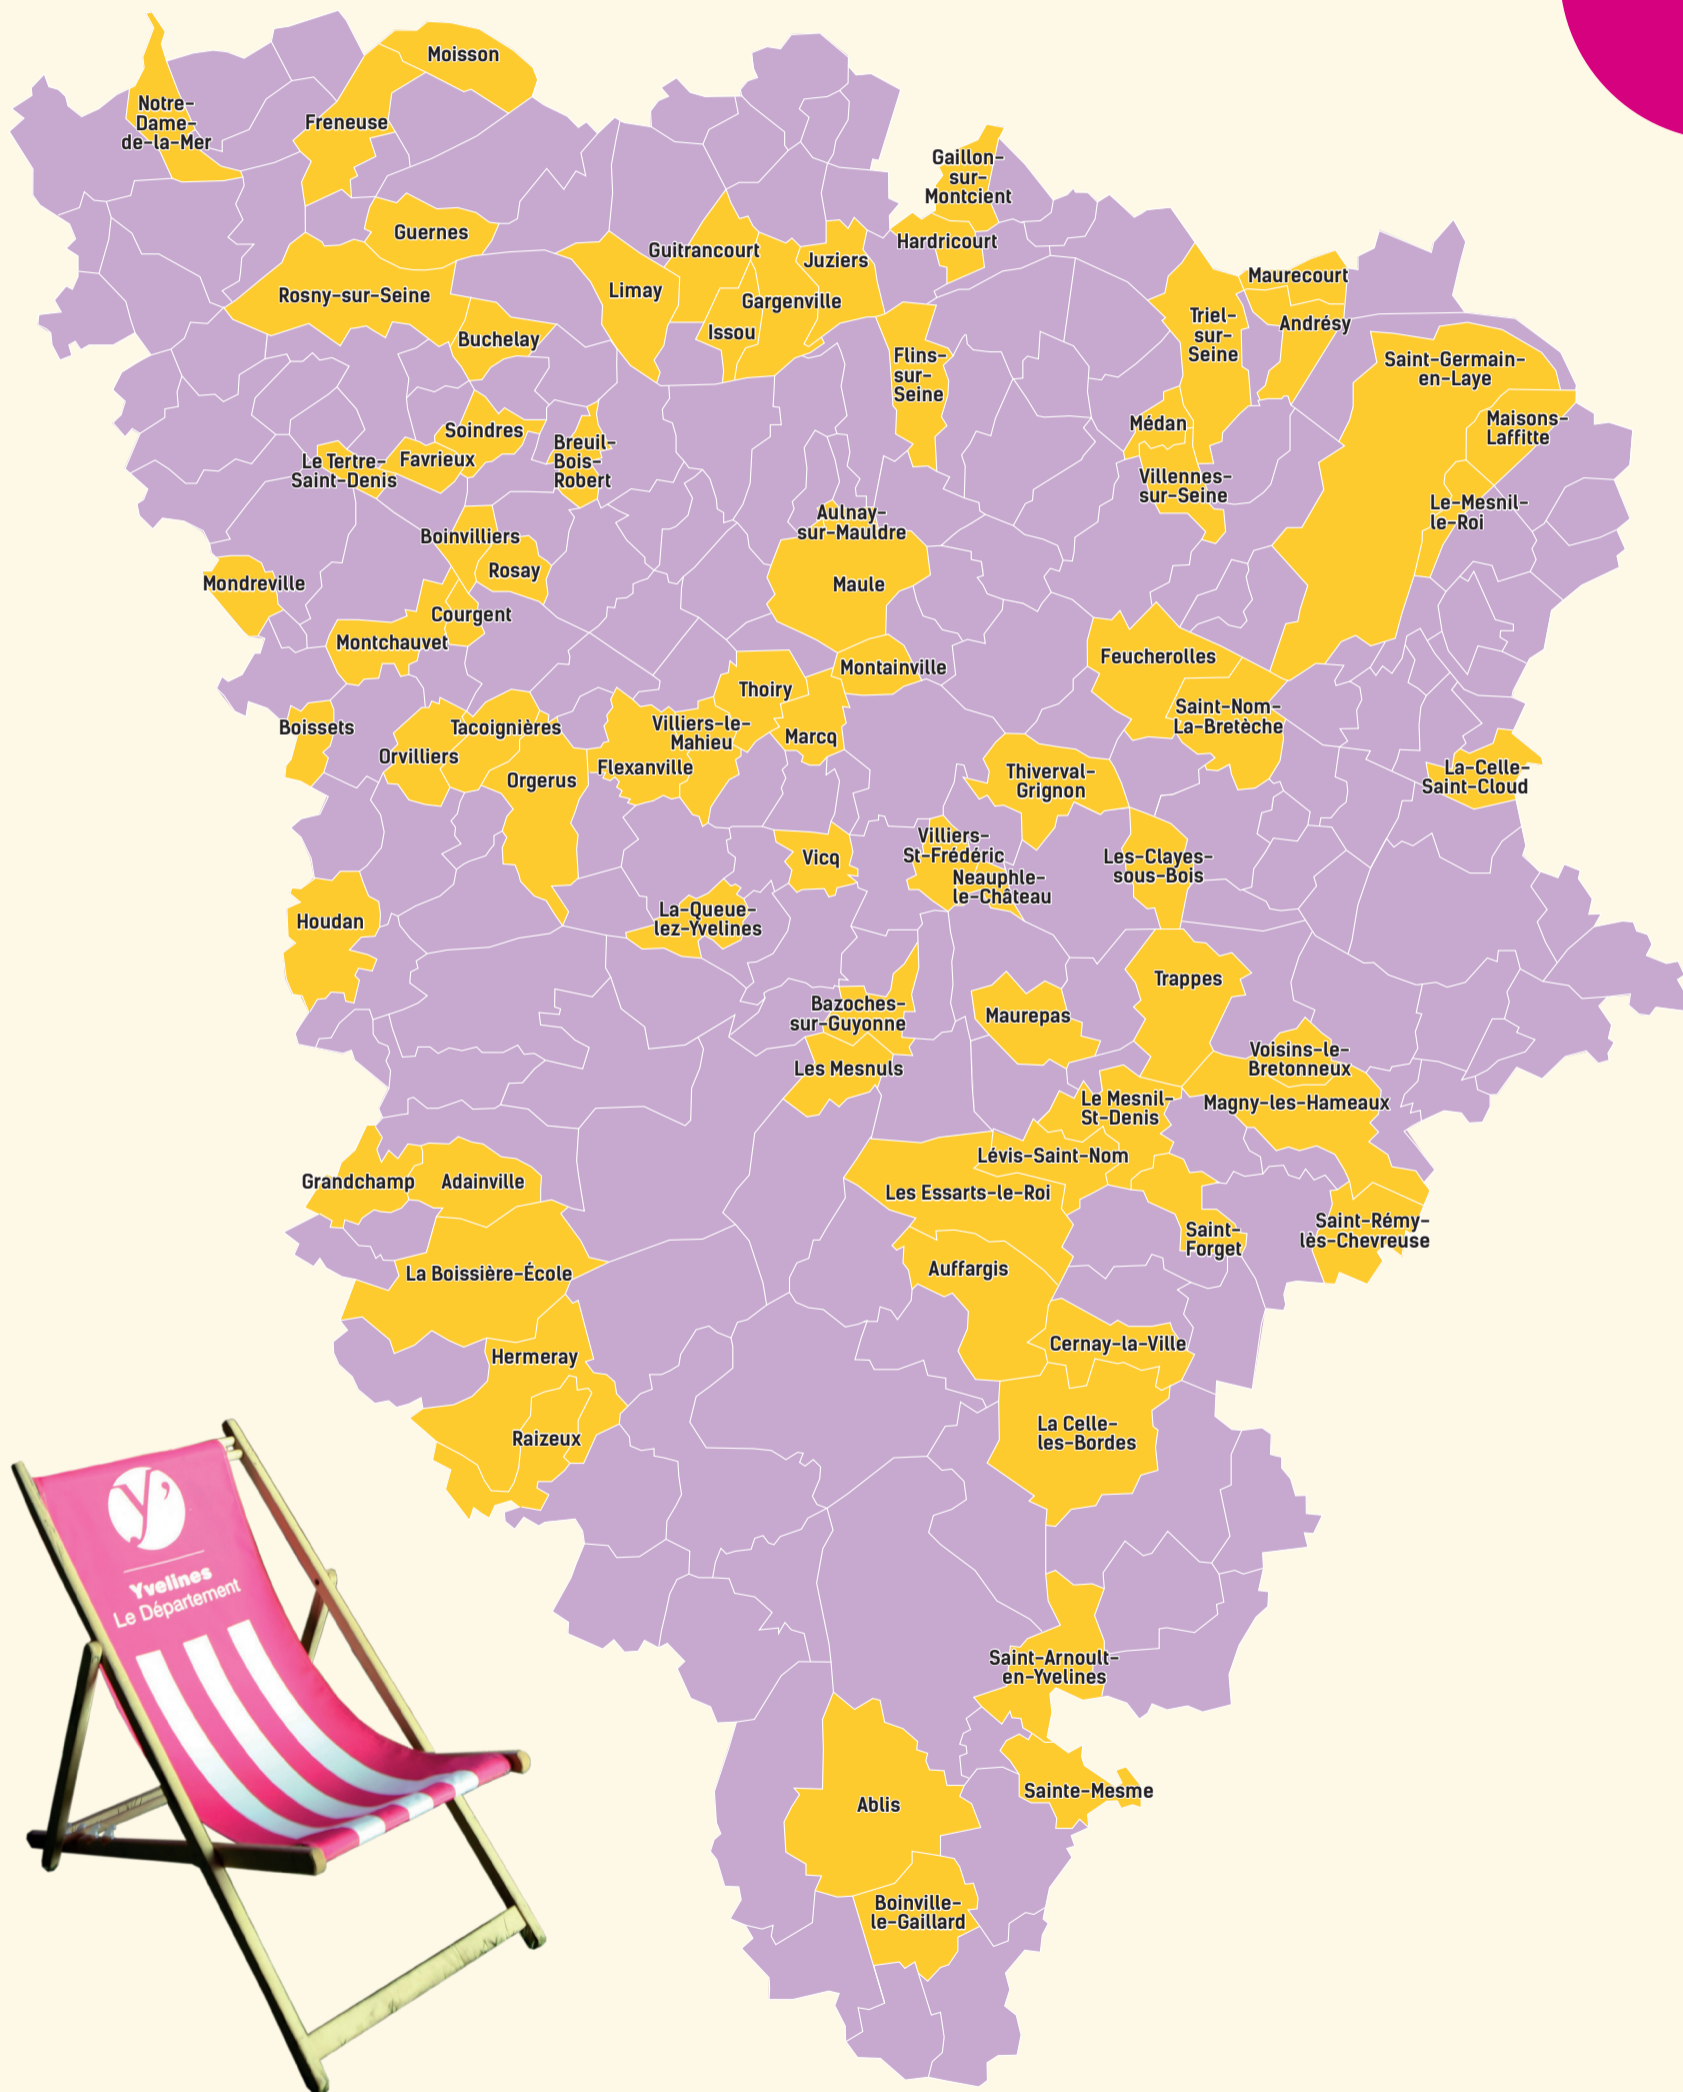 Moisson
Notre-
Dame-
de-la-Mer
Freneuse
Gaillon-
sur-
Montcient
Guernes
Guitrancourt
Juziers
Hardricourt
Rosny-sur-Seine
Limay
Gargenville
Issou
Buchelay
Flins-
sur-
Seine
Triel-
sur-
Seine
Maurecourt
Andrésy
Saint-Germain-
en-Laye
Maisons-
Laffitte
Médan
Villennes-
sur-Seine
Le-Mesnil-
le-Roi
Soindres
Favrieux
Le Tertre-
Saint-Denis
Breuil-
Bois-
Robert
Aulnay-
sur-Mauldre
Boinvilliers
Rosay
Maule
Mondreville
Courgent
Montchauvet
Montainville
Feucherolles
Thoiry
Saint-Nom-
La-Bretèche
Boissets
Tacoignières
Villiers-le-
Mahieu
Marcq
Orvilliers
Orgerus
Flexanville
Thiverval-
Grignon
La-Celle-
Saint-Cloud
Vicq
Villiers-
St-Frédéric
Neauphle-
le-Château
Les-Clayes-
sous-Bois
Houdan
La-Queue-
lez-Yvelines
Trappes
Bazoches-
sur-Guyonne
Maurepas
Les Mesnuls
Voisins-le-
Bretonneux
Le Mesnil-
St-Denis
Magny-les-Hameaux
Lévis-Saint-Nom
Grandchamp
Adainville
Les Essarts-le-Roi
Saint-
Forget
Saint-Rémy-
lès-Chevreuse
La Boissière-École
Auffargis
Cernay-la-Ville
Hermeray
Raizeux
La Celle-
les-Bordes
Saint-Arnoult-
en-Yvelines
Sainte-Mesme
Ablis
Boinville-
le-Gaillard
y'
Yvelines
Le Département